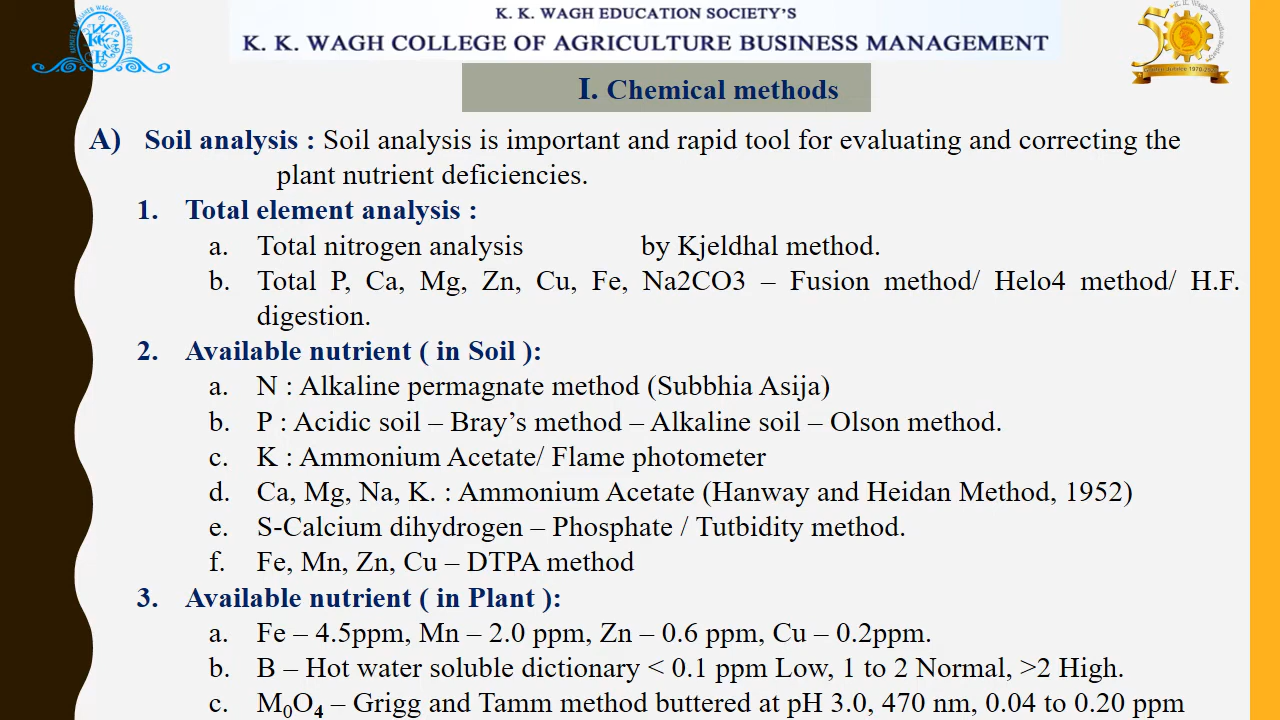 K. K. WAGH EDUCATION SOCIETY'S
K. K. WAGH COLLEGE OF AGRICULTURE BUSINESS MANAGEMENT
I. Chemical methods
A) Soil analysis : Soil analysis is important and rapid tool for evaluating and correcting the
plant nutrient deficiencies.
1. Total element analysis :
a. Total nitrogen analysis by Kjeldhal method.
b. Total P, Ca, Mg, Zn, Cu, Fe, Na2CO3 – Fusion method/ Helo4 method/ H.F.
digestion.
2. Available nutrient ( in Soil ):
a. N : Alkaline permagnate method (Subbhia Asija)
b. P : Acidic soil – Bray’s method – Alkaline soil – Olson method.
c. K : Ammonium Acetate/ Flame photometer
d. Ca, Mg, Na, K. : Ammonium Acetate (Hanway and Heidan Method, 1952)
e. S-Calcium dihydrogen – Phosphate / Tutbidity method.
f. Fe, Mn, Zn, Cu – DTPA method
3. Available nutrient ( in Plant ):
a. Fe – 4.5ppm, Mn – 2.0 ppm, Zn – 0.6 ppm, Cu – 0.2ppm.
b. B – Hot water soluble dictionary < 0.1 ppm Low, 1 to 2 Normal, >2 High.
c. M₀O₄ – Grigg and Tamm method buttered at pH 3.0, 470 nm, 0.04 to 0.20 ppm